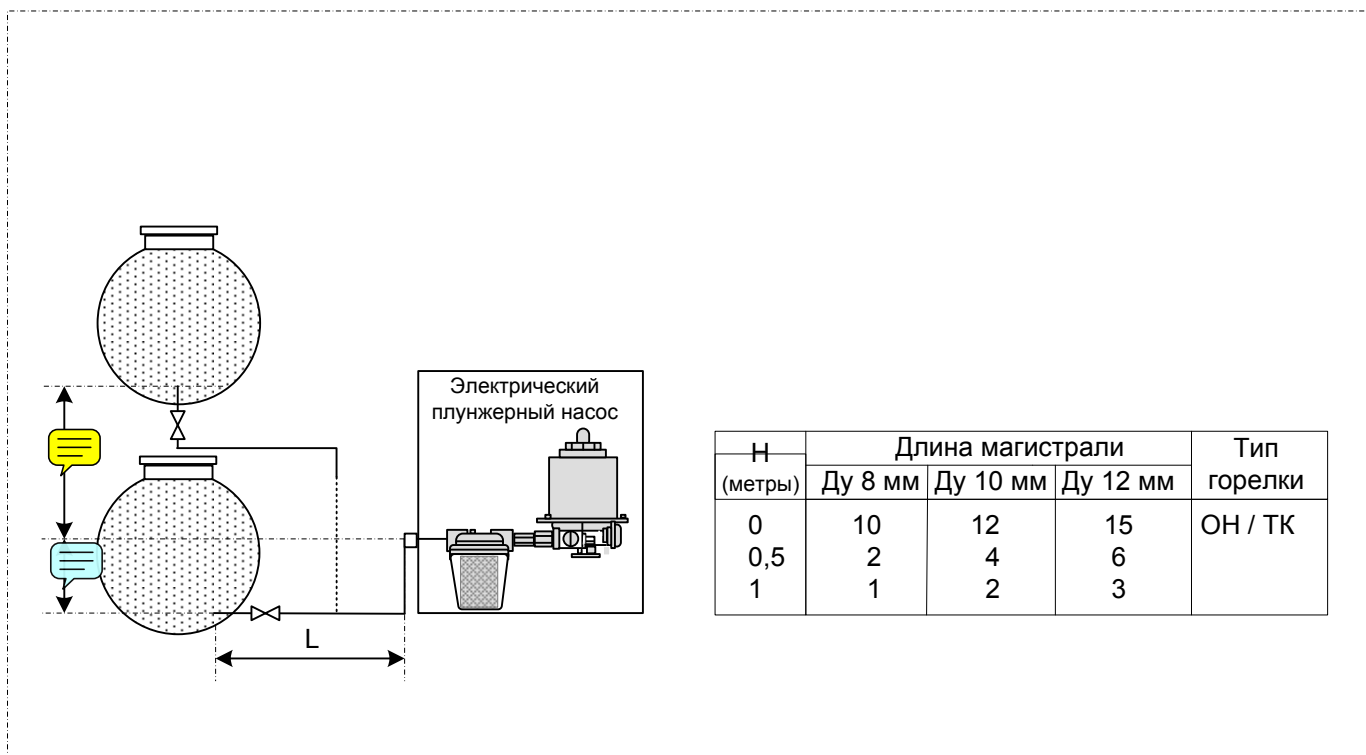 Электрический
плунжерный насос
L
Н Длина магистрали Тип
(метры) Ду 8 мм Ду 10 мм Ду 12 мм горелки
0 10 12 15 ОН / ТК
0,5 2 4 6
1 1 2 3